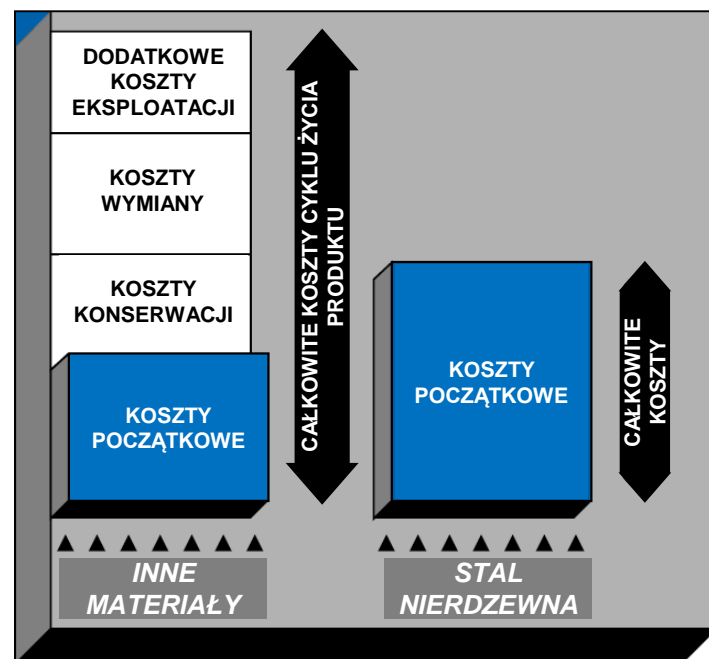 DODATKOWE
KOSZTY
EKSPLOATACJI
KOSZTY
WYMIANY
KOSZTY
KONSERWACJI
KOSZTY
POCZĄTKOWE
CAŁKOWITE KOSZTY CYKLU ŻYCIA
PRODUKTU
KOSZTY
POCZĄTKOWE
CAŁKOWITE
KOSZTY
INNE
MATERIAŁY
STAL
NIERDZEWNA